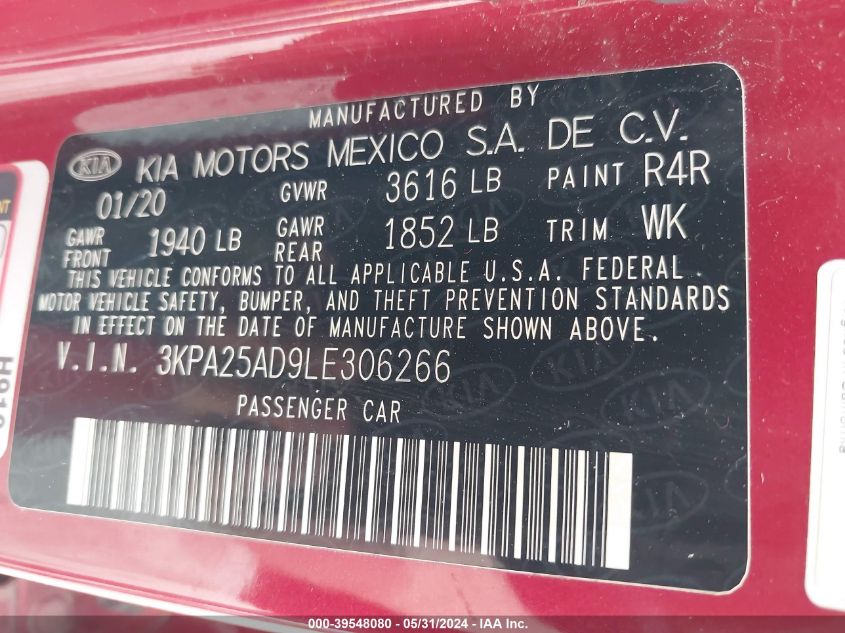 MANUFACTURED BY
KIA KIA MOTORS MEXICO S.A. DE C.V.
01/20 GVWR 3616 LB PAINT R4R
GAWR FRONT 1940 LB GAWR REAR 1852 LB TRIM WK
THIS VEHICLE CONFORMS TO ALL APPLICABLE U.S.A. FEDERAL
MOTOR VEHICLE SAFETY, BUMPER, AND THEFT PREVENTION STANDARDS
IN EFFECT ON THE DATE OF MANUFACTURE SHOWN ABOVE.
V.I.N. 3KPA25AD9LE306266
PASSENGER CAR
000-39548080 - 05/31/2024 - IAA Inc.